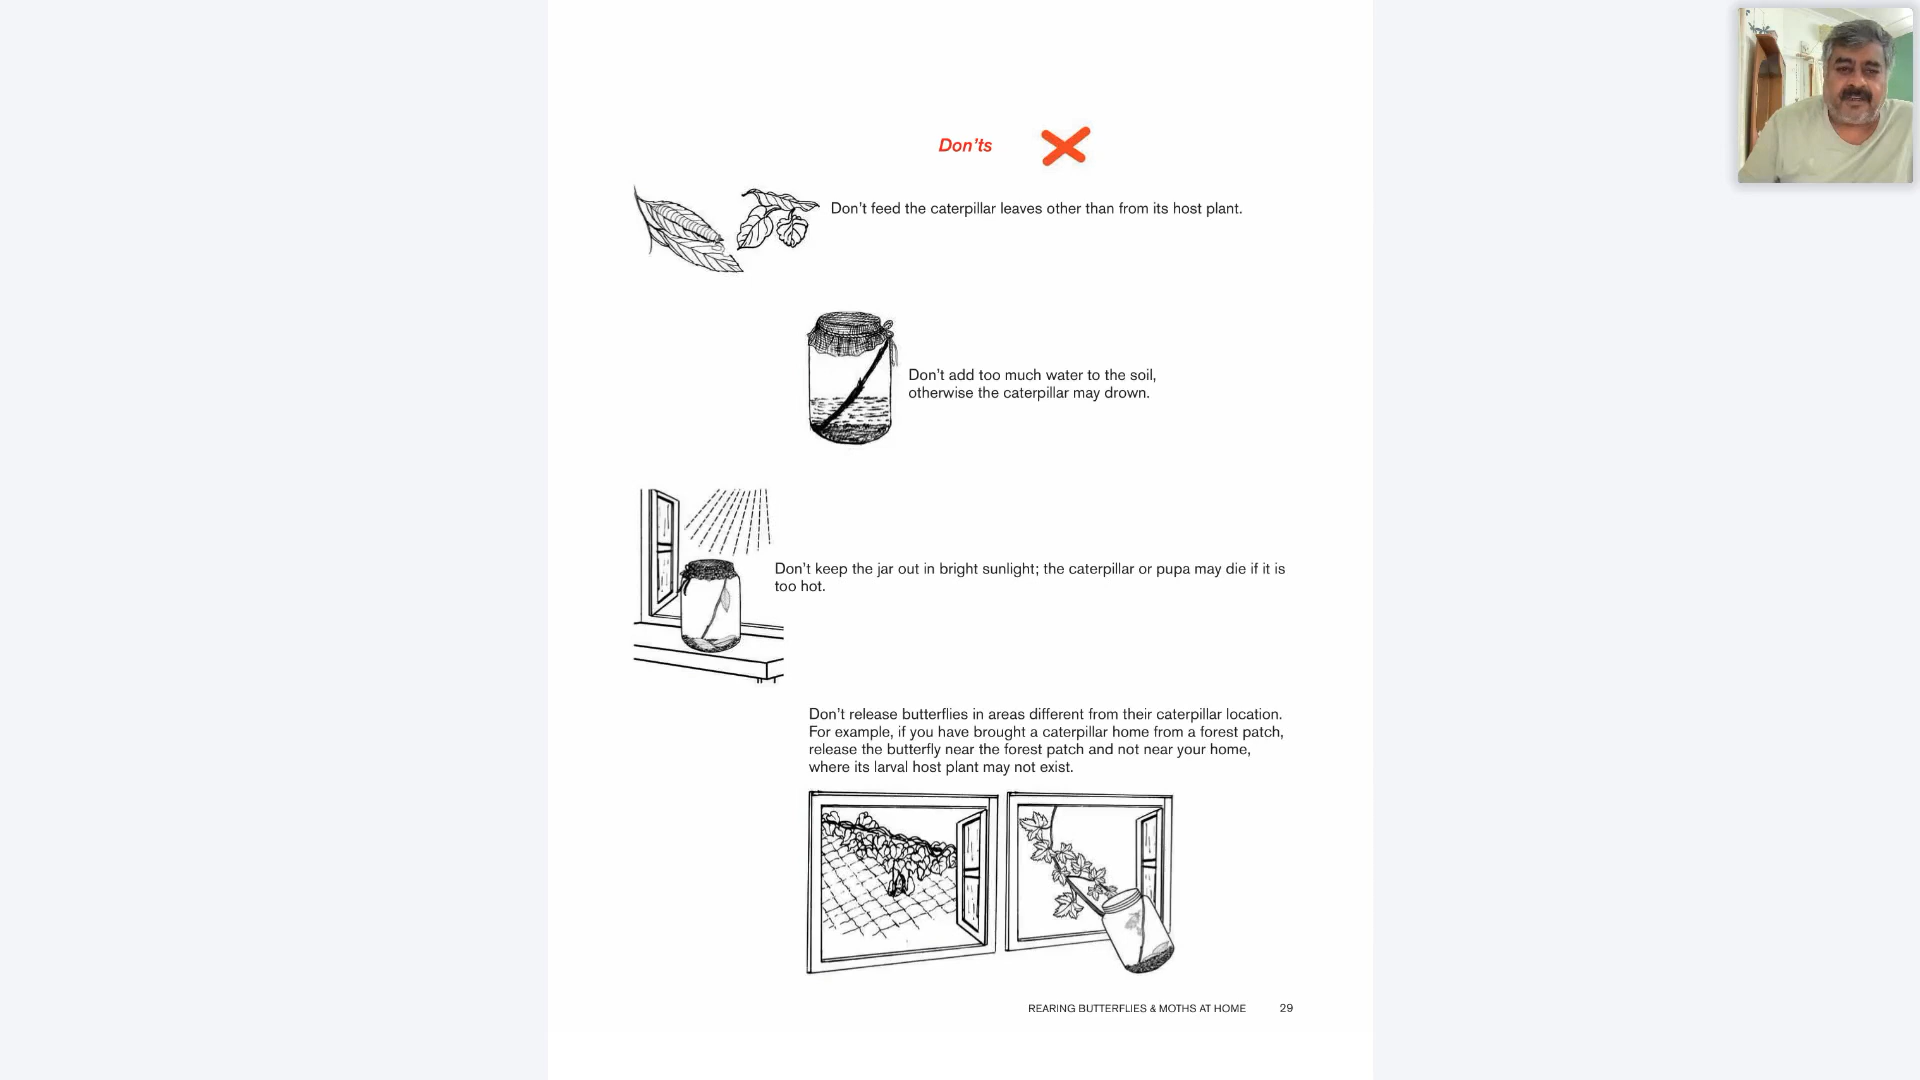 Don'ts
Don't feed the caterpillar leaves other than from its host plant.
Don't add too much water to the soil,
otherwise the caterpillar may drown.
Don't keep the jar out in bright sunlight; the caterpillar or pupa may die if it is
too hot.
Don't release butterflies in areas different from their caterpillar location.
For example, if you have brought a caterpillar home from a forest patch,
release the butterfly near the forest patch and not near your home,
where its larval host plant may not exist.
REARING BUTTERFLIES & MOTHS AT HOME 29